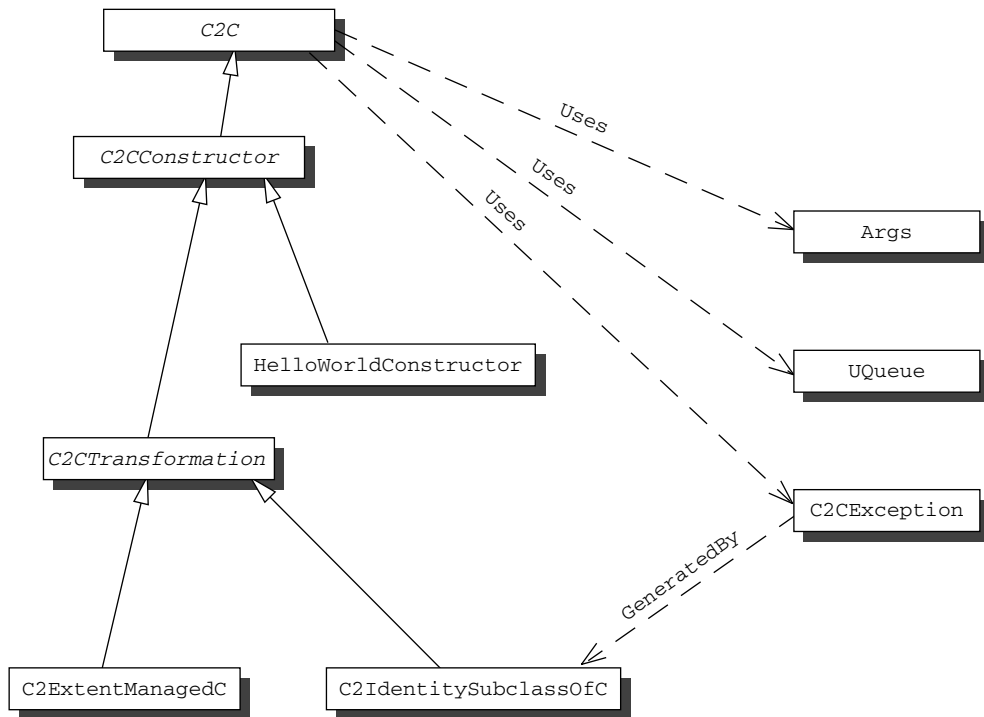 C2C
Uses
C2CConstructor
Uses
Uses
Args
HelloWorldConstructor
UQueue
C2CTransformation
C2CException
GeneratedBy
C2ExtentManagedC
C2IdentitySubclassOfC